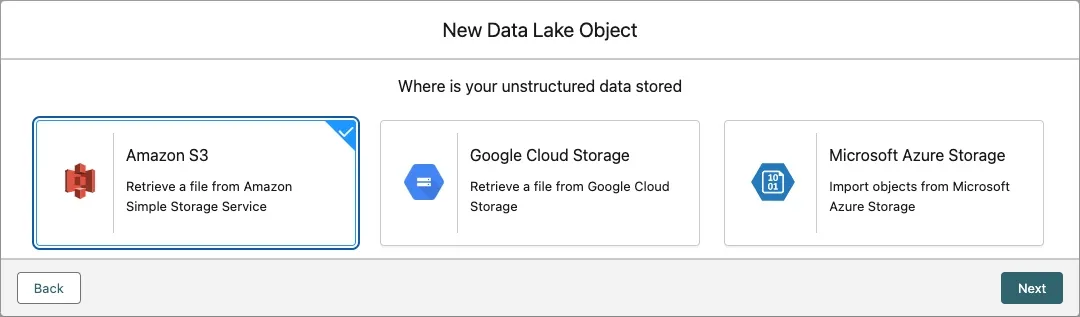 New Data Lake Object
Where is your unstructured data stored
Amazon S3
Retrieve a file from Amazon
Simple Storage Service
Google Cloud Storage
Retrieve a file from Google Cloud
Storage
10
01
Microsoft Azure Storage
Import objects from Microsoft
Azure Storage
Back
Next